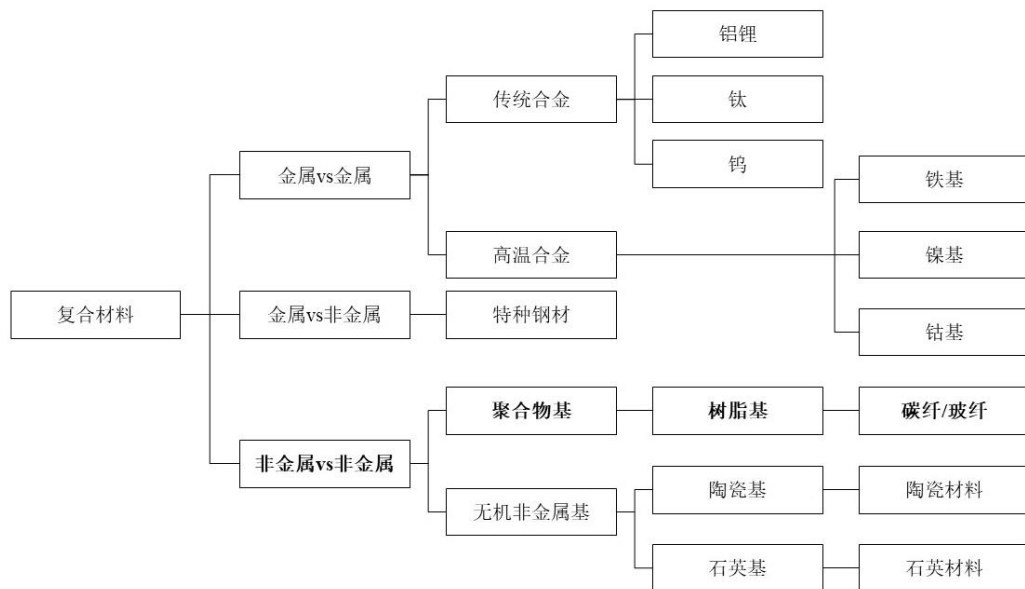 铝锂
传统合金
钛
钨
金属vs金属
铁基
高温合金
镍基
复合材料
金属vs非金属
特种钢材
钴基
聚合物基
树脂基
碳纤/玻纤
非金属vs非金属
陶瓷基
陶瓷材料
无机非金属基
石英基
石英材料